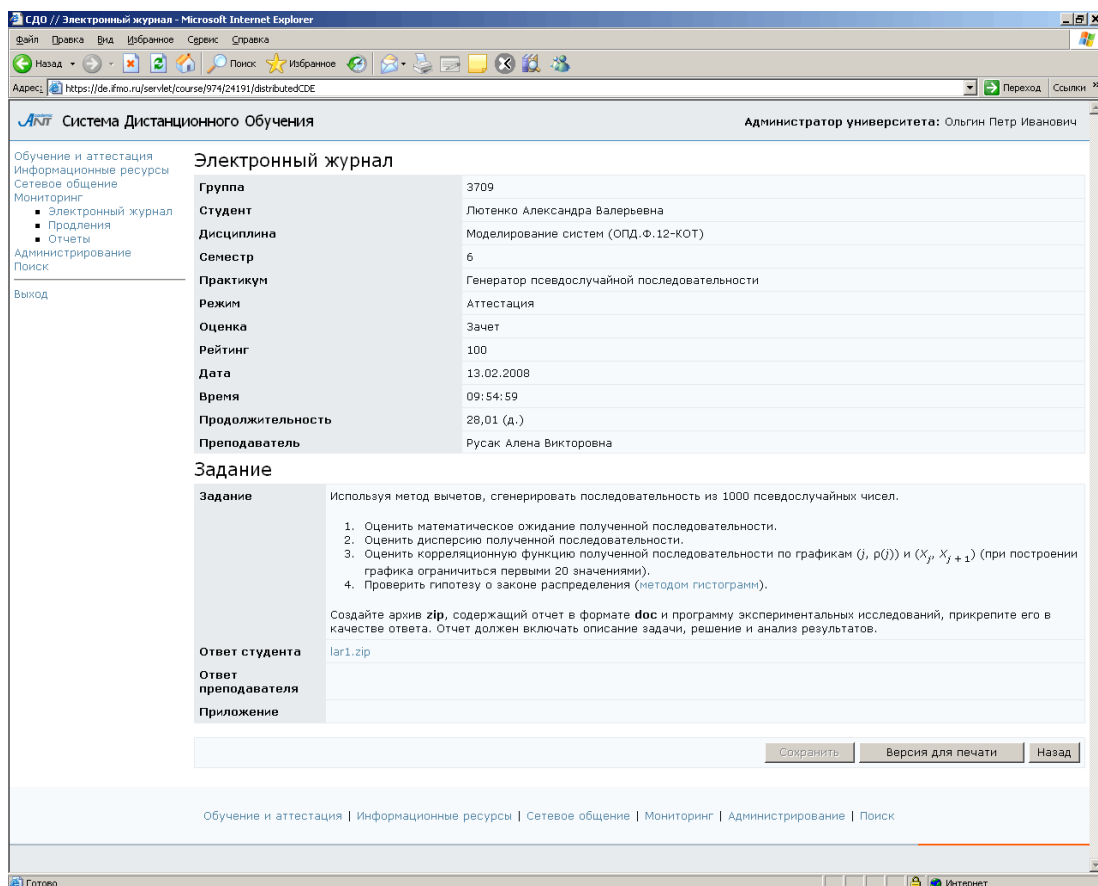 СДО // Электронный журнал - Microsoft Internet Explorer
Файл Правка Вид Избранное Сервис Справка
Назад Поиск Избранное
Адрес: https://de.ifmo.ru/servlet/course/974/24191/distributedCDE Переход Ссылки »
Academic ANT Система Дистанционного Обучения Администратор университета: Ольгин Петр Иванович
Обучение и аттестация
Информационные ресурсы
Сетевое общение
Мониторинг
Электронный журнал
Продления
Отчеты
Администрирование
Поиск
Выход
Электронный журнал
Группа 3709
Студент Лютенко Александра Валерьевна
Дисциплина Моделирование систем (ОПД.Ф.12-КОТ)
Семестр 6
Практикум Генератор псевдослучайной последовательности
Режим Аттестация
Оценка Зачет
Рейтинг 100
Дата 13.02.2008
Время 09:54:59
Продолжительность 28,01 (д.)
Преподаватель Русак Алена Викторовна
Задание
Задание Используя метод вычетов, сгенерировать последовательность из 1000 псевдослучайных чисел.
1. Оценить математическое ожидание полученной последовательности.
2. Оценить дисперсию полученной последовательности.
3. Оценить корреляционную функцию полученной последовательности по графикам (j, ρ(j)) и (Xj, Xj + 1) (при построении
графика ограничиться первыми 20 значениями).
4. Проверить гипотезу о законе распределения (методом гистограмм).
Создайте архив zip, содержащий отчет в формате doc и программу экспериментальных исследований, прикрепите его в
качестве ответа. Отчет должен включать описание задачи, решение и анализ результатов.
Ответ студента lar1.zip
Ответ
преподавателя
Приложение
Сохранить Версия для печати Назад
Обучение и аттестация | Информационные ресурсы | Сетевое общение | Мониторинг | Администрирование | Поиск
Готово Интернет